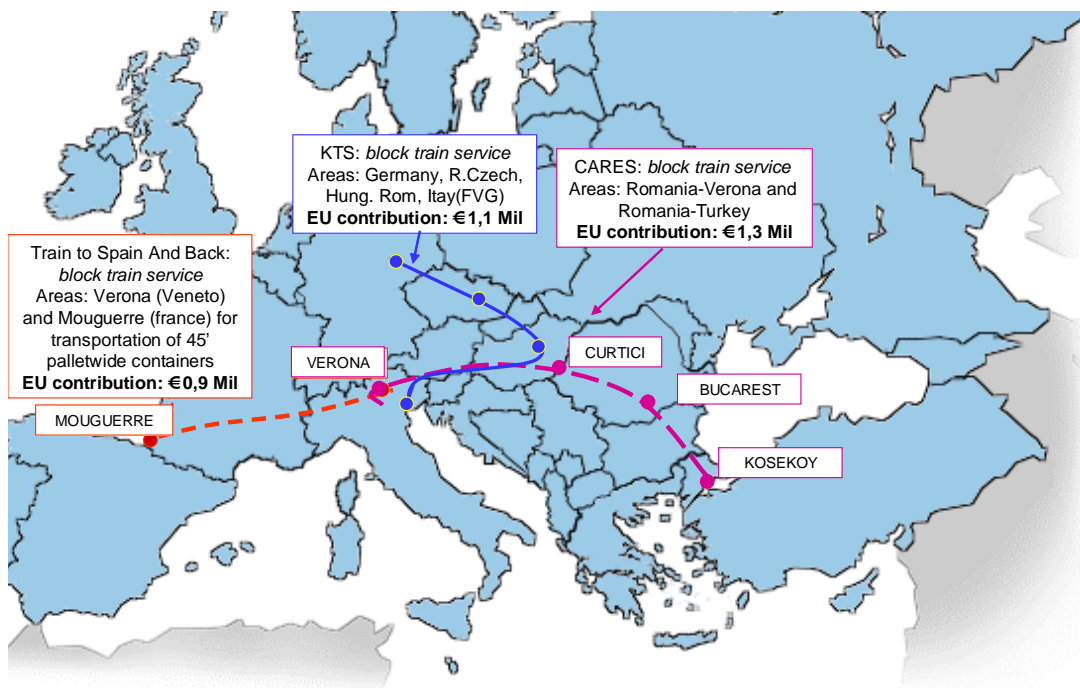 KTS: block train service
Areas: Germany, R.Czech,
Hung. Rom, Itay(FVG)
EU contribution: €1,1 Mil
CARES: block train service
Areas: Romania-Verona and
Romania-Turkey
EU contribution: €1,3 Mil
Train to Spain And Back:
block train service
Areas: Verona (Veneto)
and Mouguerre (france) for
transportation of 45'
palletwide containers
EU contribution: €0,9 Mil
VERONA
CURTICI
BUCAREST
MOUGUERRE
KOSEKOY